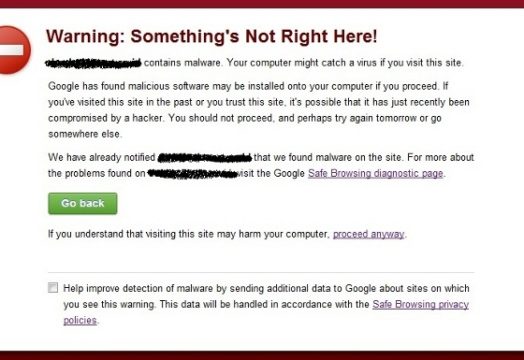 Warning: Something's Not Right Here!
contains malware. Your computer might catch a virus if you visit this site.
Google has found malicious software may be installed onto your computer if you proceed. If
you've visited this site in the past or you trust this site, it's possible that it has just recently been
compromised by a hacker. You should not proceed, and perhaps try again tomorrow or go
somewhere else.
We have already notified that we found malware on the site. For more about
the problems found on visit the Google Safe Browsing diagnostic page.
Go back
If you understand that visiting this site may harm your computer, proceed anyway.
Help improve detection of malware by sending additional data to Google about sites on which
you see this warning. This data will be handled in accordance with the Safe Browsing privacy
policies.